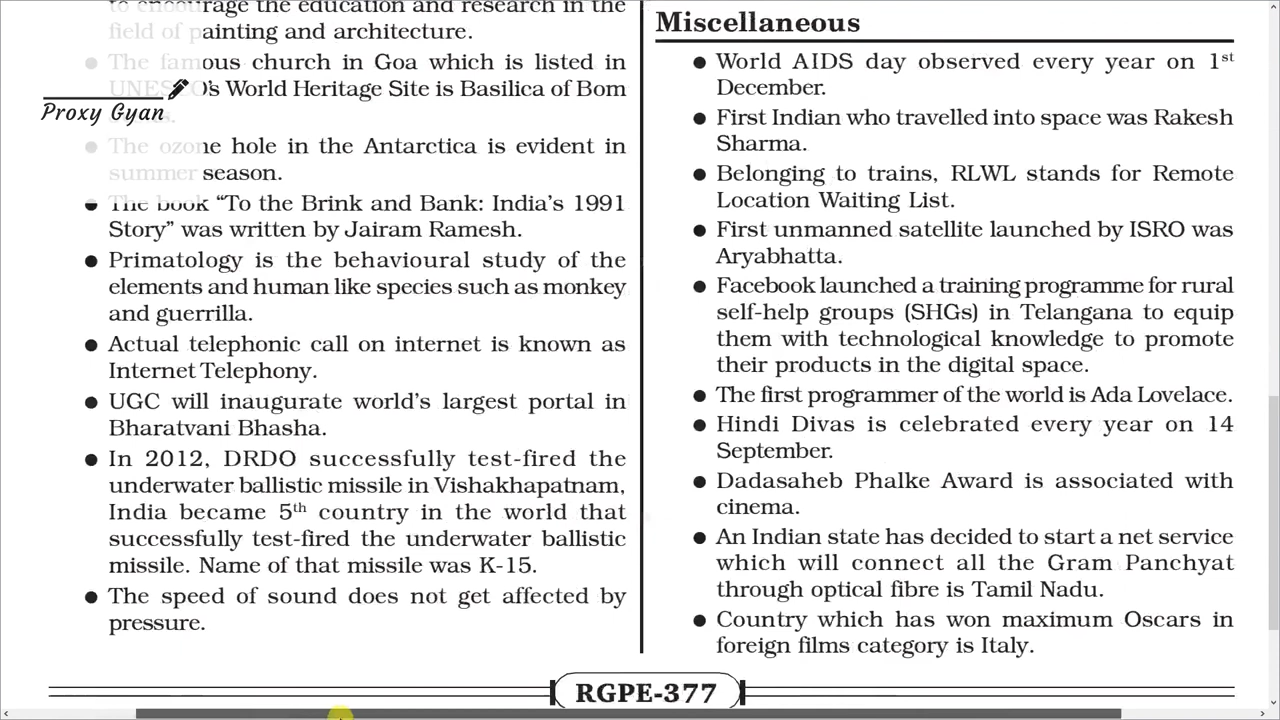 to encourage the education and research in the
field of painting and architecture.
● The famous church in Goa which is listed in
UNESCO's World Heritage Site is Basilica of Bom
Proxy Gyan
● The ozone hole in the Antarctica is evident in
summer season.
● The book “To the Brink and Bank: India’s 1991
Story” was written by Jairam Ramesh.
● Primatology is the behavioural study of the
elements and human like species such as monkey
and guerrilla.
● Actual telephonic call on internet is known as
Internet Telephony.
● UGC will inaugurate world’s largest portal in
Bharatvani Bhasha.
● In 2012, DRDO successfully test-fired the
underwater ballistic missile in Vishakhapatnam,
India became 5th country in the world that
successfully test-fired the underwater ballistic
missile. Name of that missile was K-15.
● The speed of sound does not get affected by
pressure.
Miscellaneous
● World AIDS day observed every year on 1st
December.
● First Indian who travelled into space was Rakesh
Sharma.
● Belonging to trains, RLWL stands for Remote
Location Waiting List.
● First unmanned satellite launched by ISRO was
Aryabhatta.
● Facebook launched a training programme for rural
self-help groups (SHGs) in Telangana to equip
them with technological knowledge to promote
their products in the digital space.
● The first programmer of the world is Ada Lovelace.
● Hindi Divas is celebrated every year on 14
September.
● Dadasaheb Phalke Award is associated with
cinema.
● An Indian state has decided to start a net service
which will connect all the Gram Panchyat
through optical fibre is Tamil Nadu.
● Country which has won maximum Oscars in
foreign films category is Italy.
RGPE-377